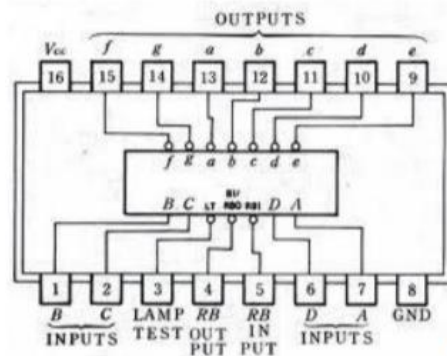 OUTPUTS
Vcc f g a b c d e
16 15 14 13 12 11 10 9
f g a b c d e
BI/
B C LT RBO RBI D A
1 2 3 4 5 6 7 8
B C LAMP RB RB D A GND
INPUTS TEST OUT IN INPUTS
PUT PUT